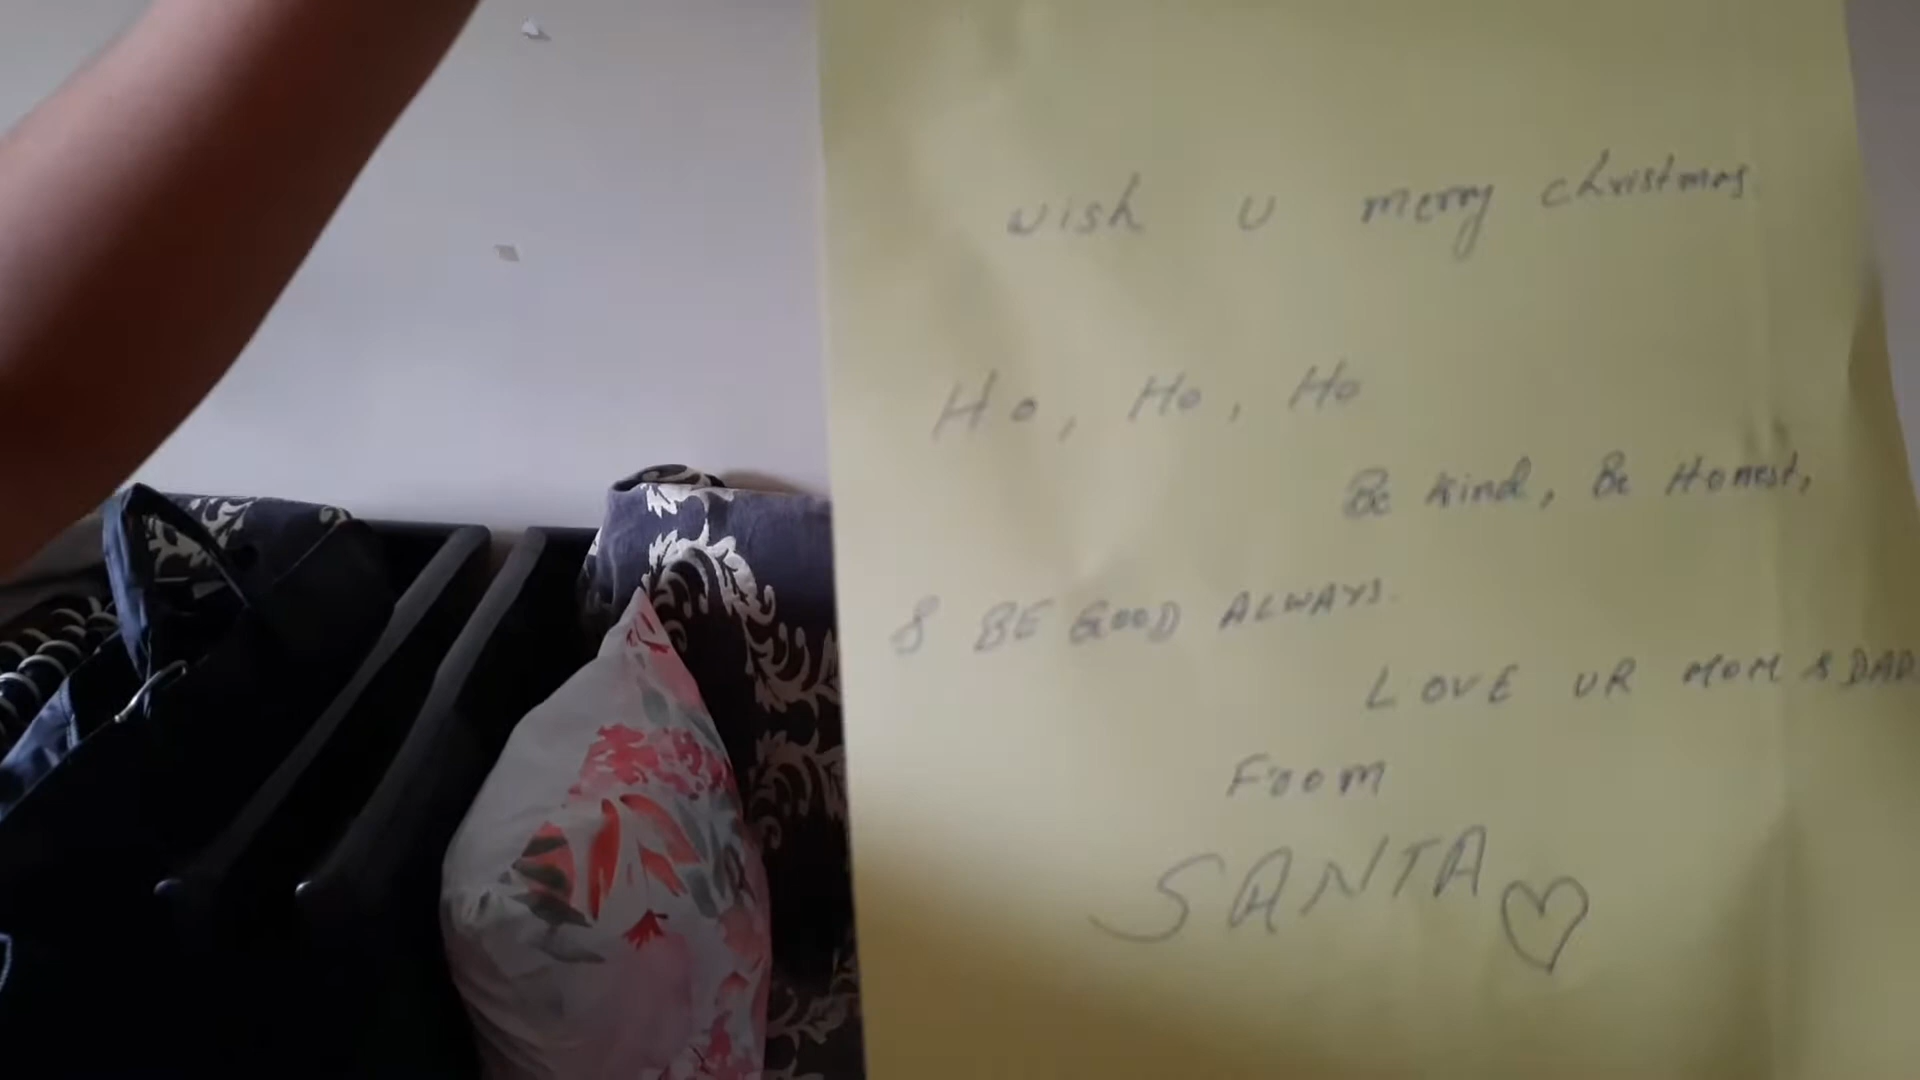 wish u merry christmas
Ho, Ho, Ho
Be kind, Be Honest,
& BE GOOD ALWAYS.
LOVE UR MOM & DAD
From
SANTA